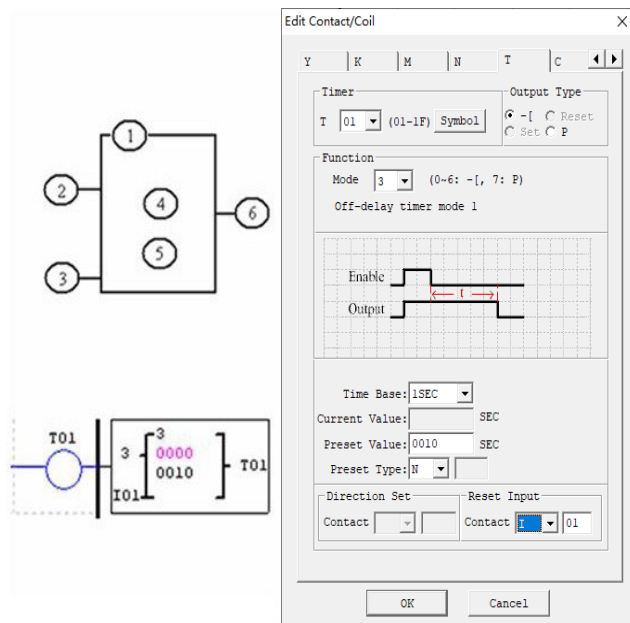 1
2
4
6
5
3
T01
3
3
0000
0010
T01
I01
Edit Contact/Coil
Y K M N T C
Timer
T 01 (01-1F) Symbol
Output Type
-[ Reset
Set P
Function
Mode 3 (0~6: -[, 7: P)
Off-delay timer mode 1
Enable
t
Output
Time Base: 1SEC
Current Value: SEC
Preset Value: 0010 SEC
Preset Type: N
Direction Set
Contact
Reset Input
Contact I 01
OK Cancel